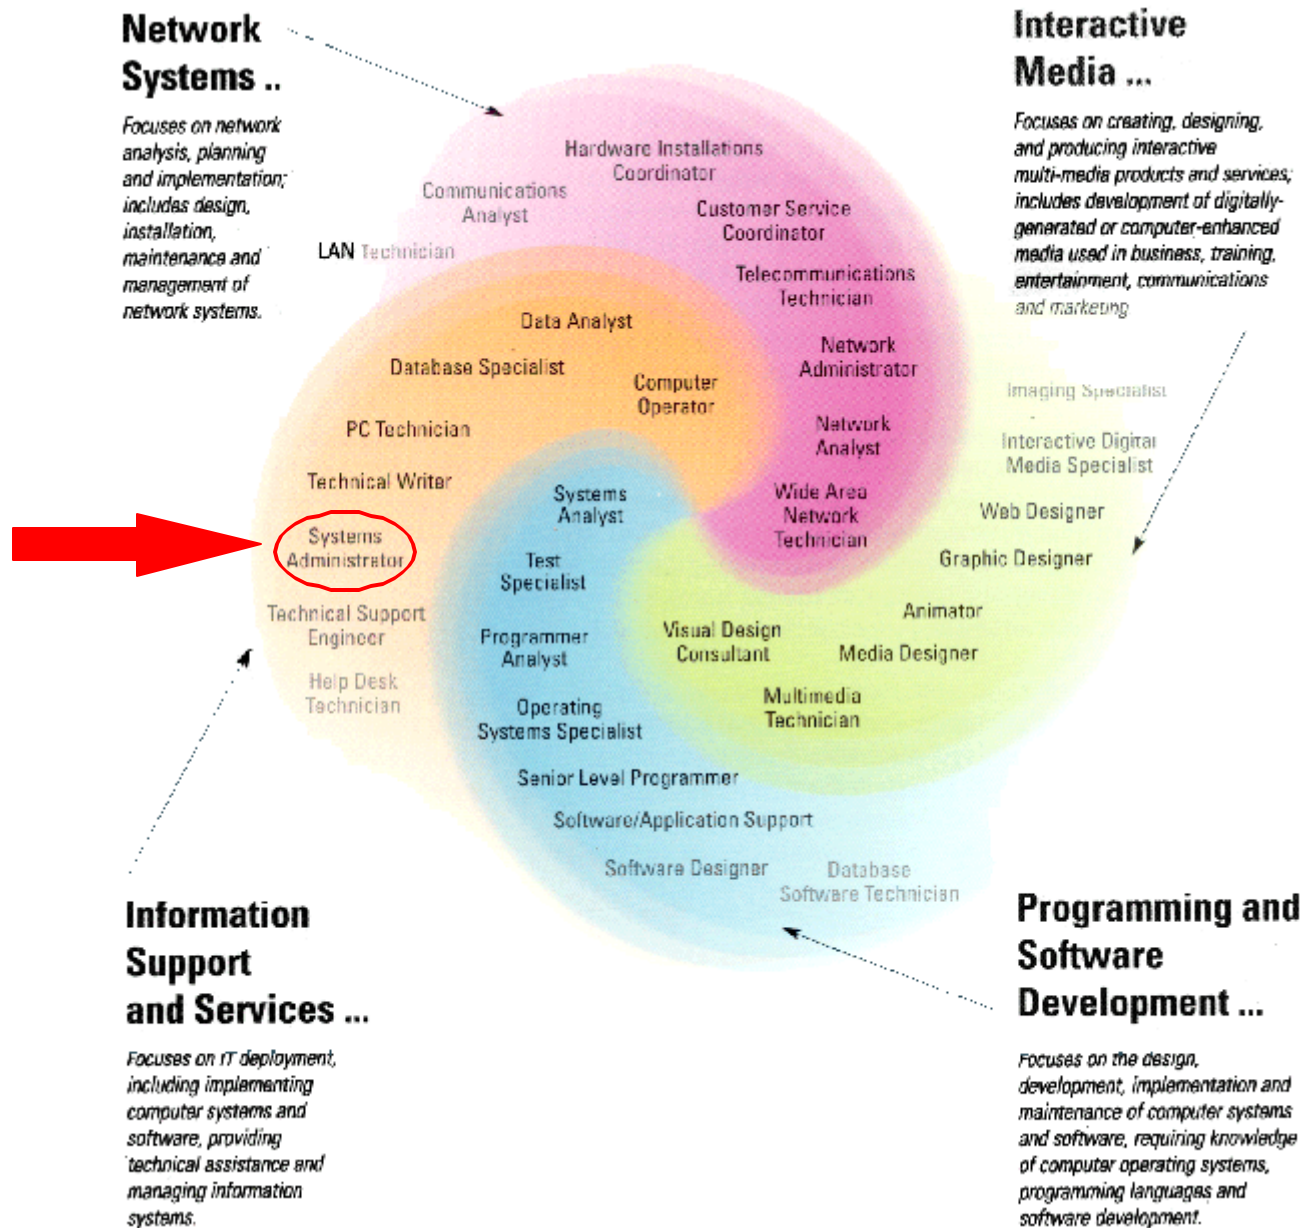 Network
Systems ..
Focuses on network
analysis, planning
and implementation;
includes design,
installation,
maintenance and
management of
network systems.
Interactive
Media ...
Focuses on creating, designing,
and producing interactive
multi-media products and services;
includes development of digitally-
generated or computer-enhanced
media used in business, training,
entertainment, communications
and marketing
Hardware Installations
Coordinator
Communications
Analyst
Customer Service
Coordinator
LAN Technician
Telecommunications
Technician
Network
Administrator
Network
Analyst
Wide Area
Network
Technician
Data Analyst
Database Specialist
Computer
Operator
PC Technician
Technical Writer
Systems
Administrator
Technical Support
Engineer
Help Desk
Technician
Systems
Analyst
Test
Specialist
Programmer
Analyst
Operating
Systems Specialist
Senior Level Programmer
Software/Application Support
Software Designer
Database
Software Technician
Imaging Specialist
Interactive Digital
Media Specialist
Web Designer
Graphic Designer
Animator
Media Designer
Visual Design
Consultant
Multimedia
Technician
Information
Support
and Services ...
Focuses on IT deployment,
including implementing
computer systems and
software, providing
technical assistance and
managing information
systems.
Programming and
Software
Development ...
Focuses on the design,
development, implementation and
maintenance of computer systems
and software, requiring knowledge
of computer operating systems,
programming languages and
software development.